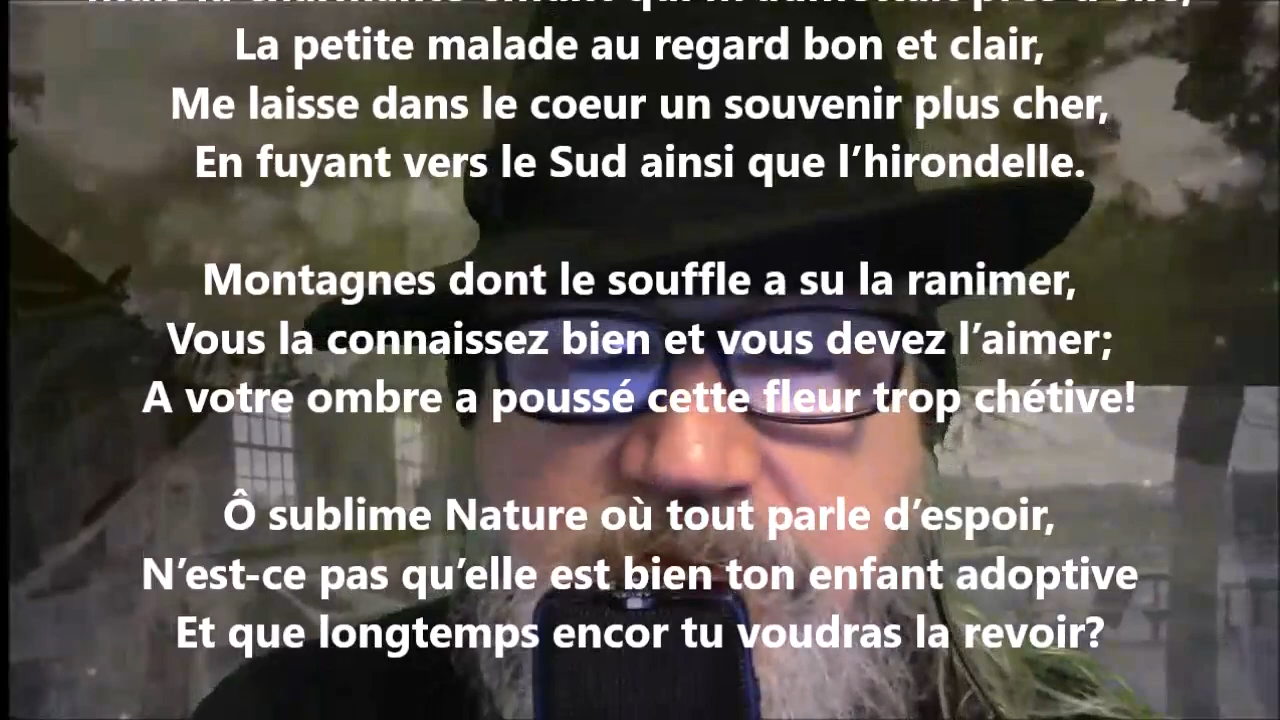 La petite malade au regard bon et clair,
Me laisse dans le coeur un souvenir plus cher,
En fuyant vers le Sud ainsi que l’hirondelle.
Montagnes dont le souffle a su la ranimer,
Vous la connaissez bien et vous devez l’aimer;
A votre ombre a poussé cette fleur trop chétive!
Ô sublime Nature où tout parle d’espoir,
N’est-ce pas qu’elle est bien ton enfant adoptive
Et que longtemps encor tu voudras la revoir?